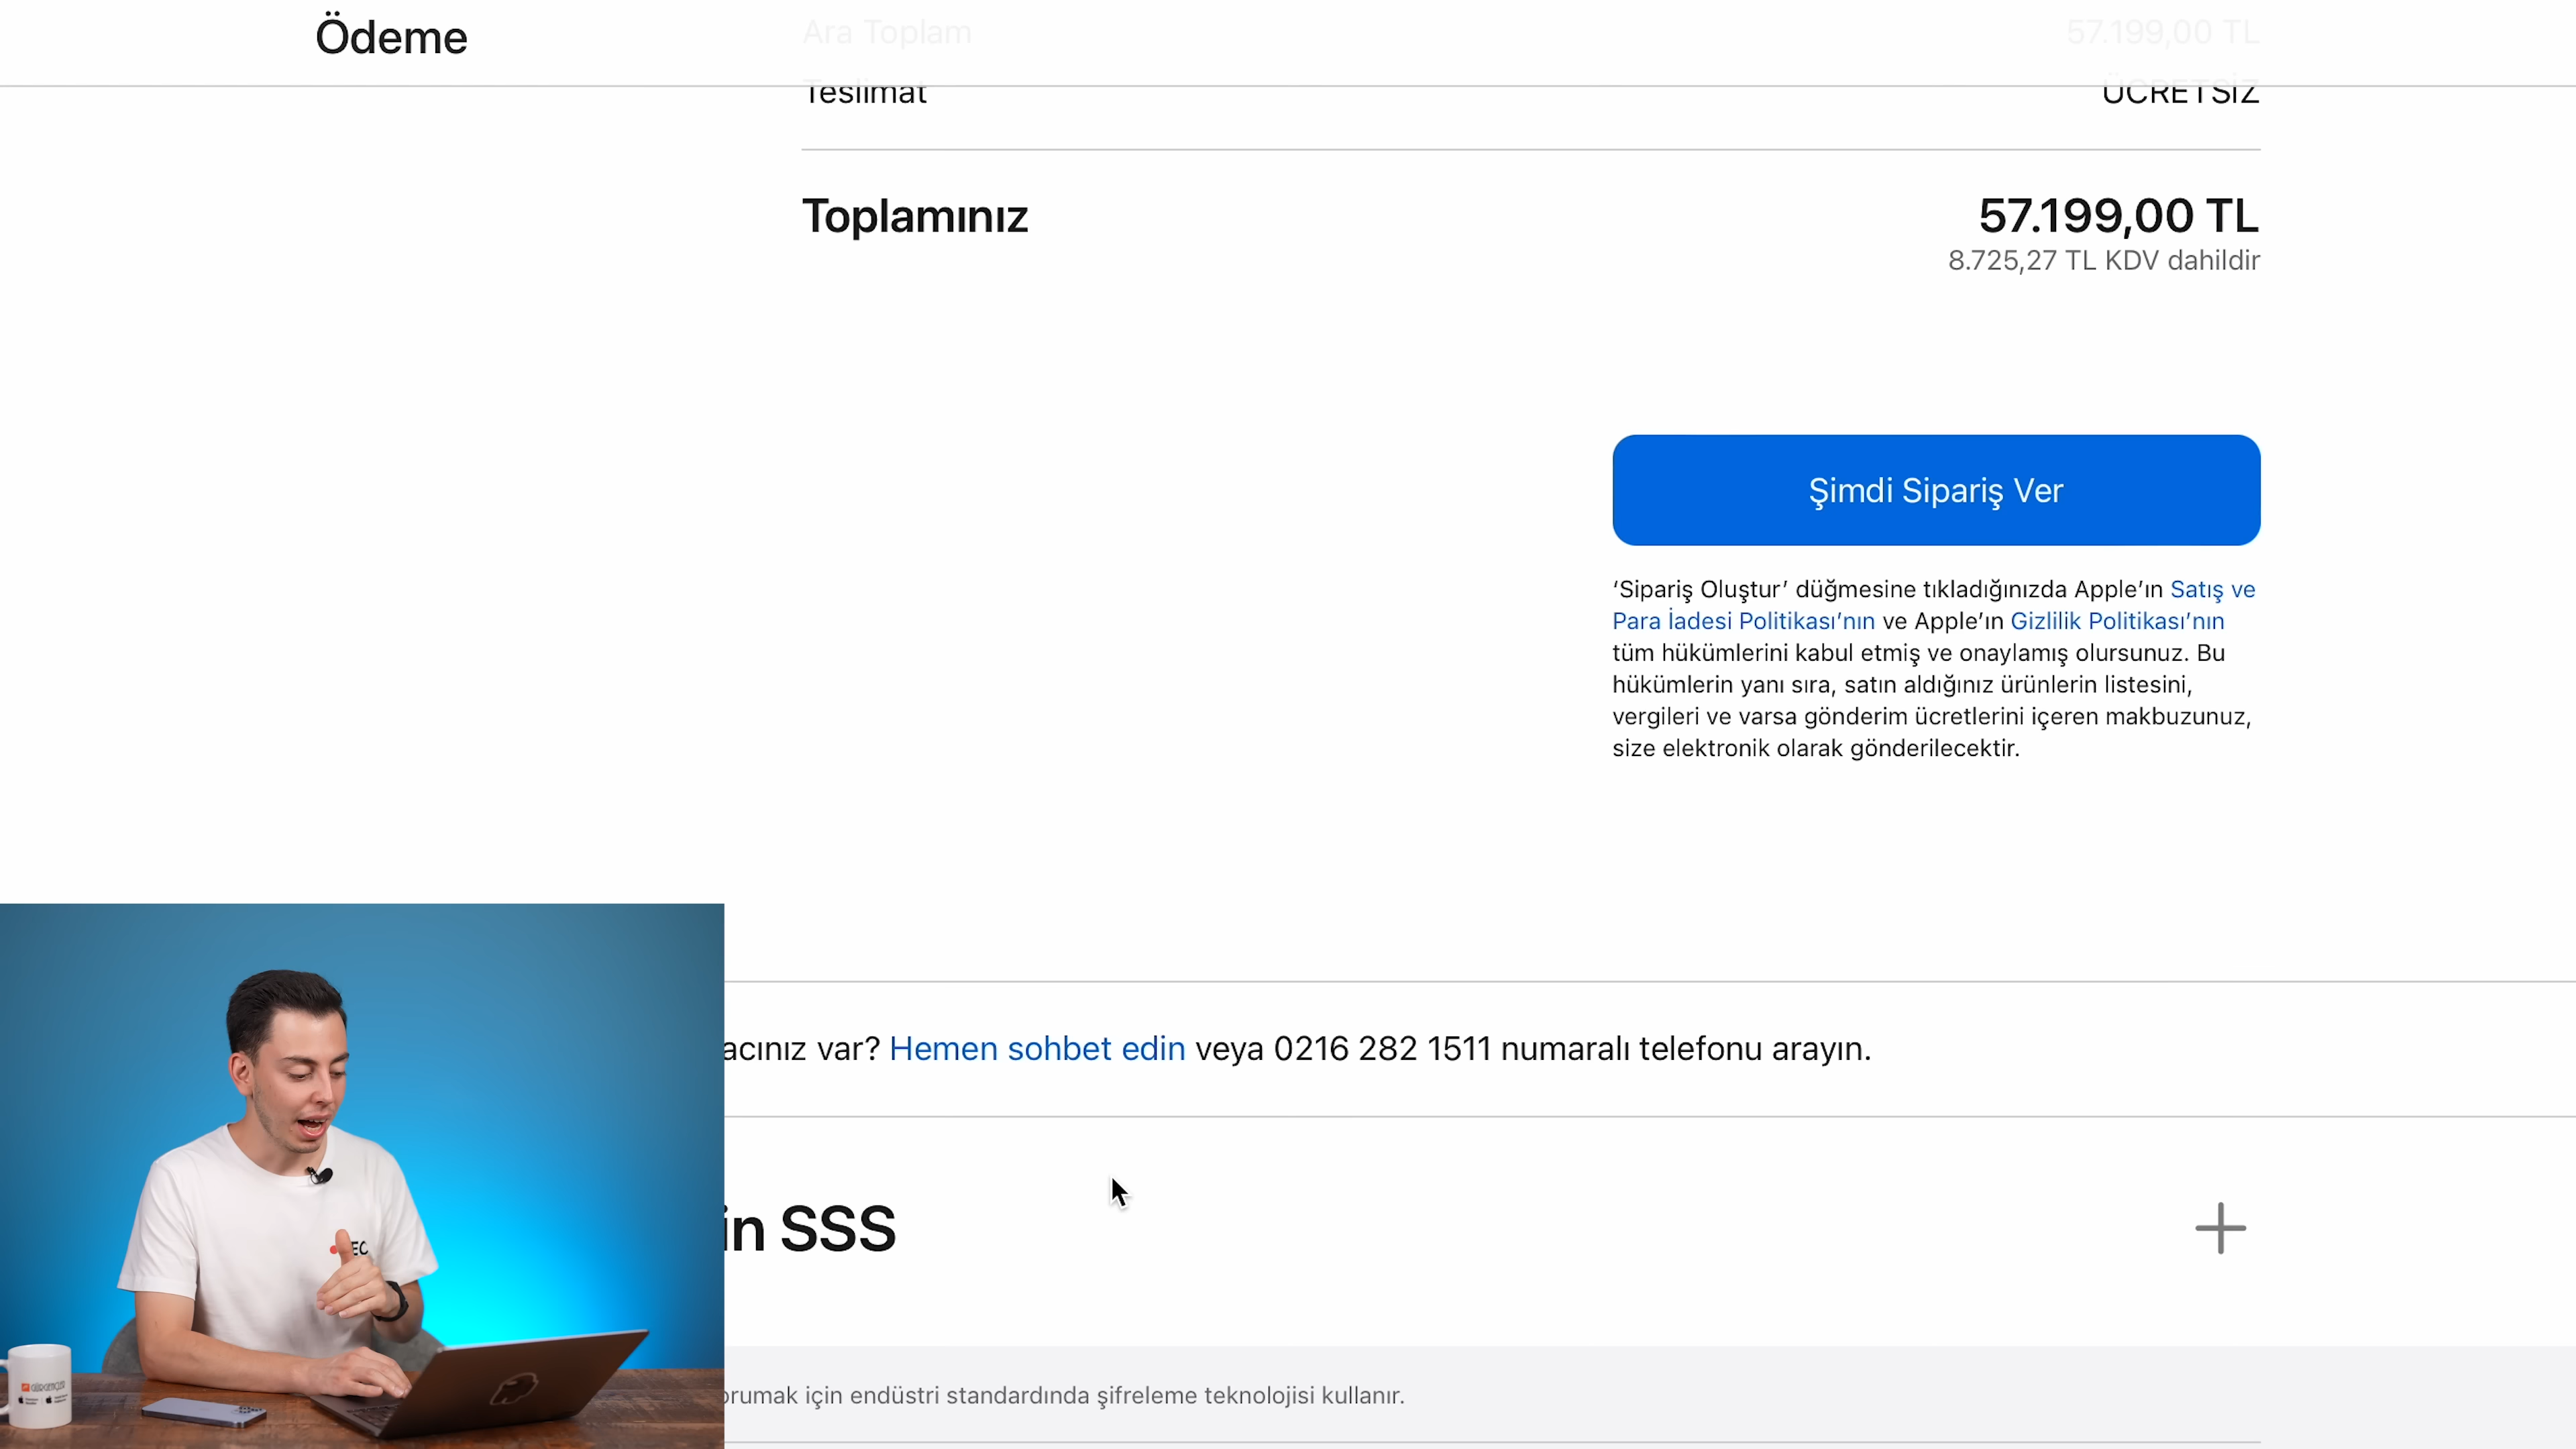 Ödeme
Ara Toplam 57.199,00 TL
Teslimat ÜCRETSİZ
Toplamınız 57.199,00 TL
8.725,27 TL KDV dahildir
Şimdi Sipariş Ver
‘Sipariş Oluştur’ düğmesine tıkladığınızda Apple’ın Satış ve
Para İadesi Politikası’nın ve Apple’ın Gizlilik Politikası’nın
tüm hükümlerini kabul etmiş ve onaylamış olursunuz. Bu
hükümlerin yanı sıra, satın aldığınız ürünlerin listesini,
vergileri ve varsa gönderim ücretlerini içeren makbuzunuz,
size elektronik olarak gönderilecektir.
acınız var? Hemen sohbet edin veya 0216 282 1511 numaralı telefonu arayın.
in SSS
orumak için endüstri standardında şifreleme teknolojisi kullanır.